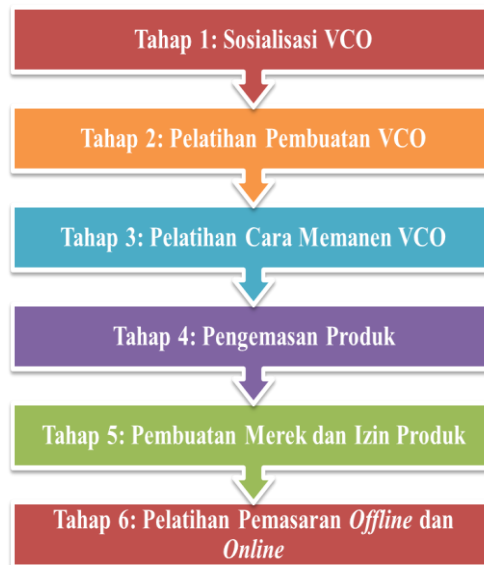 Tahap 1: Sosialisasi VCO
Tahap 2: Pelatihan Pembuatan VCO
Tahap 3: Pelatihan Cara Memanen VCO
Tahap 4: Pengemasan Produk
Tahap 5: Pembuatan Merek dan Izin Produk
Tahap 6: Pelatihan Pemasaran Offline dan
Online